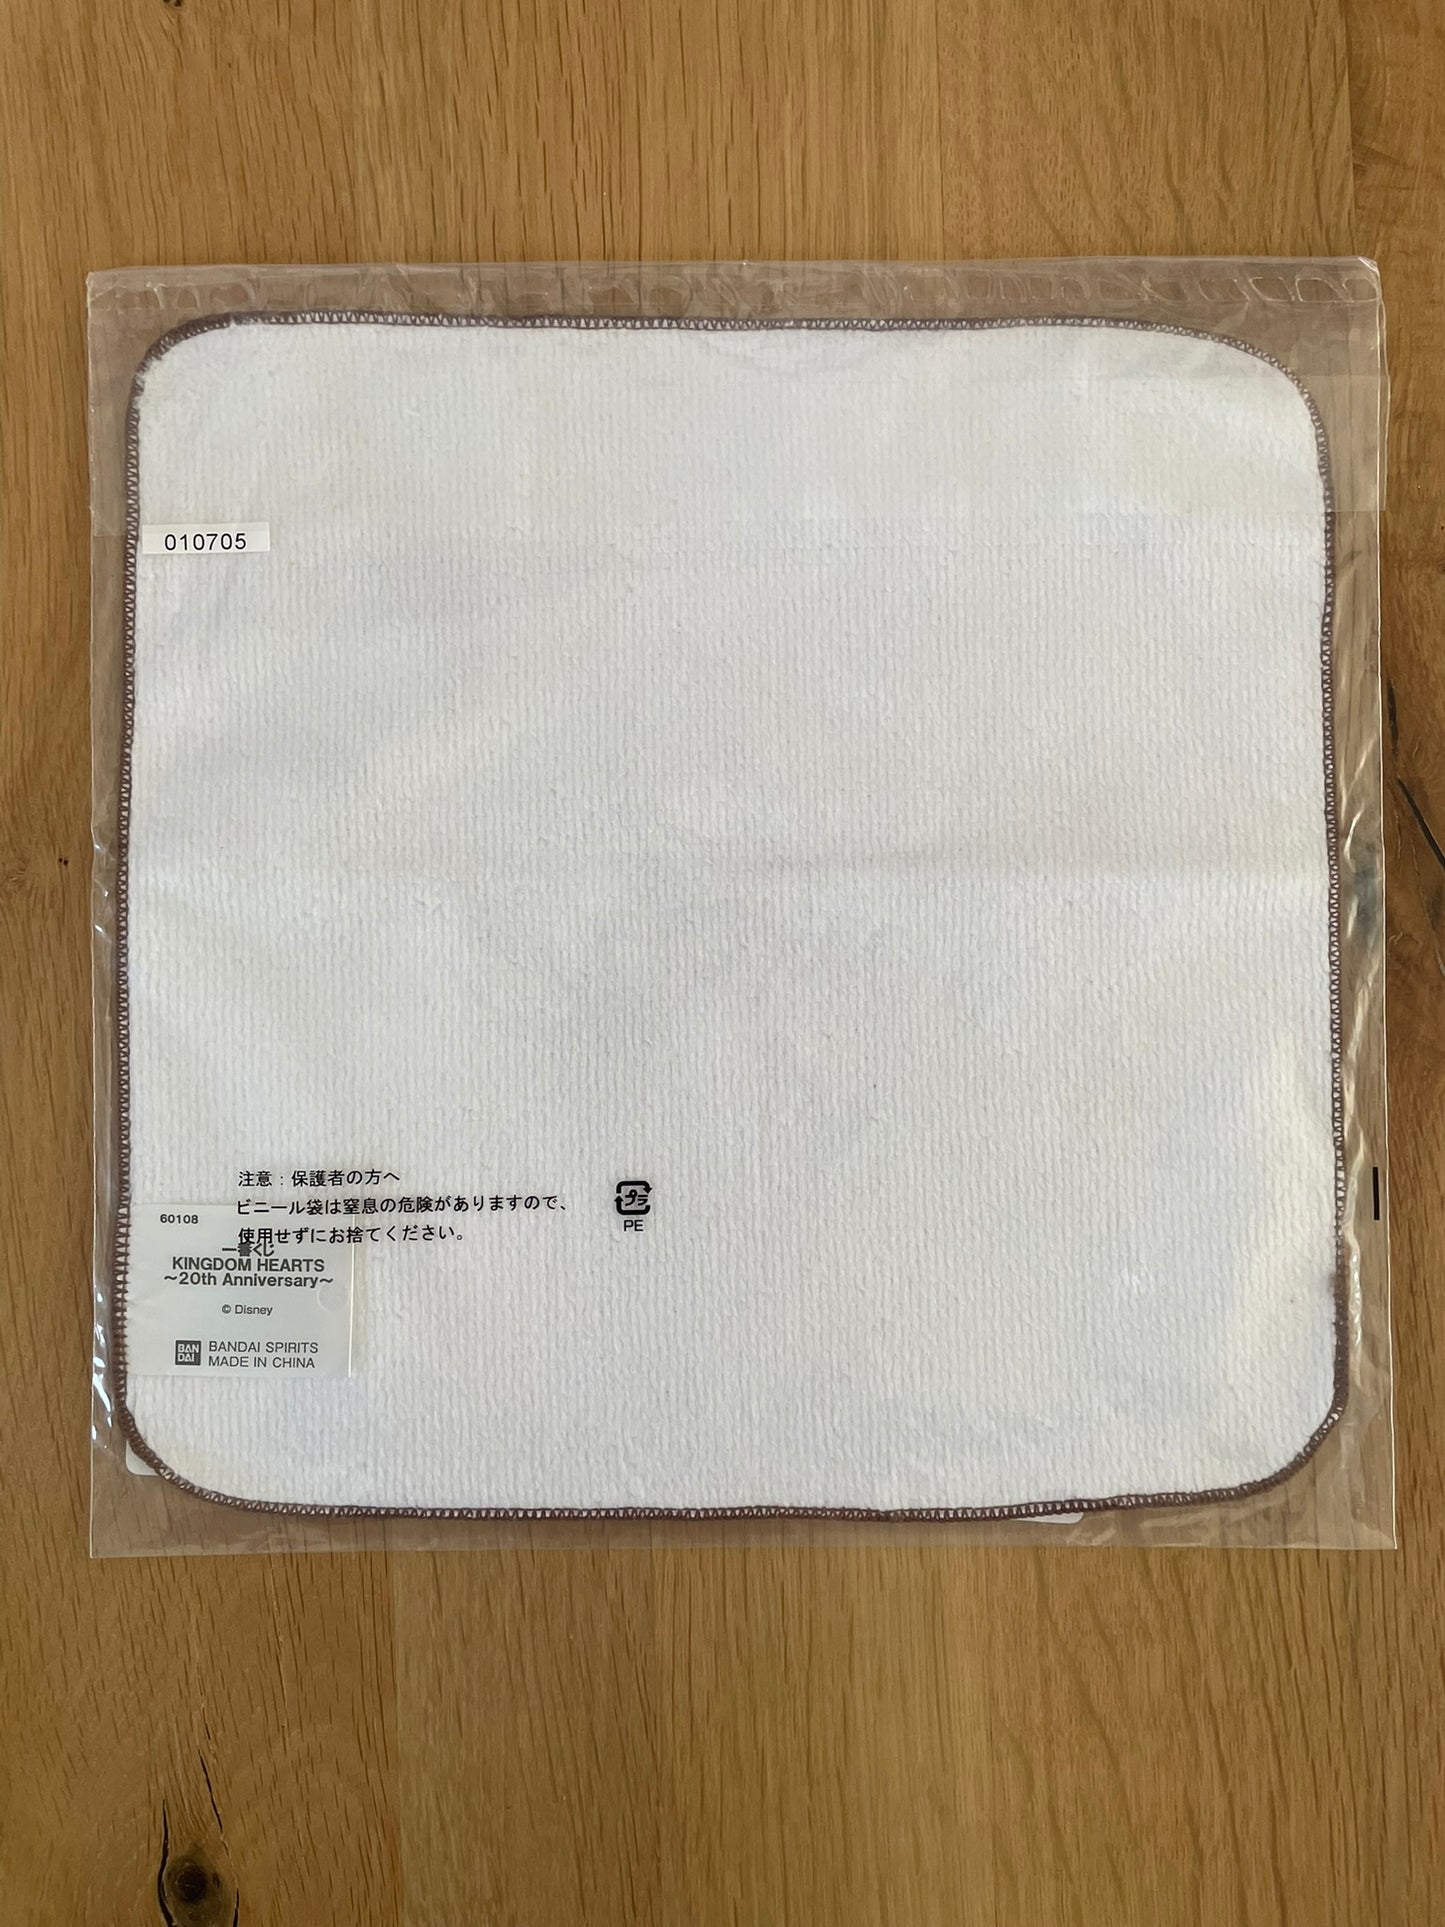 010705
注意：保護者の方へ
ビニール袋は窒息の危険がありますので、
使用せずにお捨てください。
プラ
PE
60108
一番くじ
KINGDOM HEARTS
～20th Anniversary～
© Disney
BAN
DAI
BANDAI SPIRITS
MADE IN CHINA